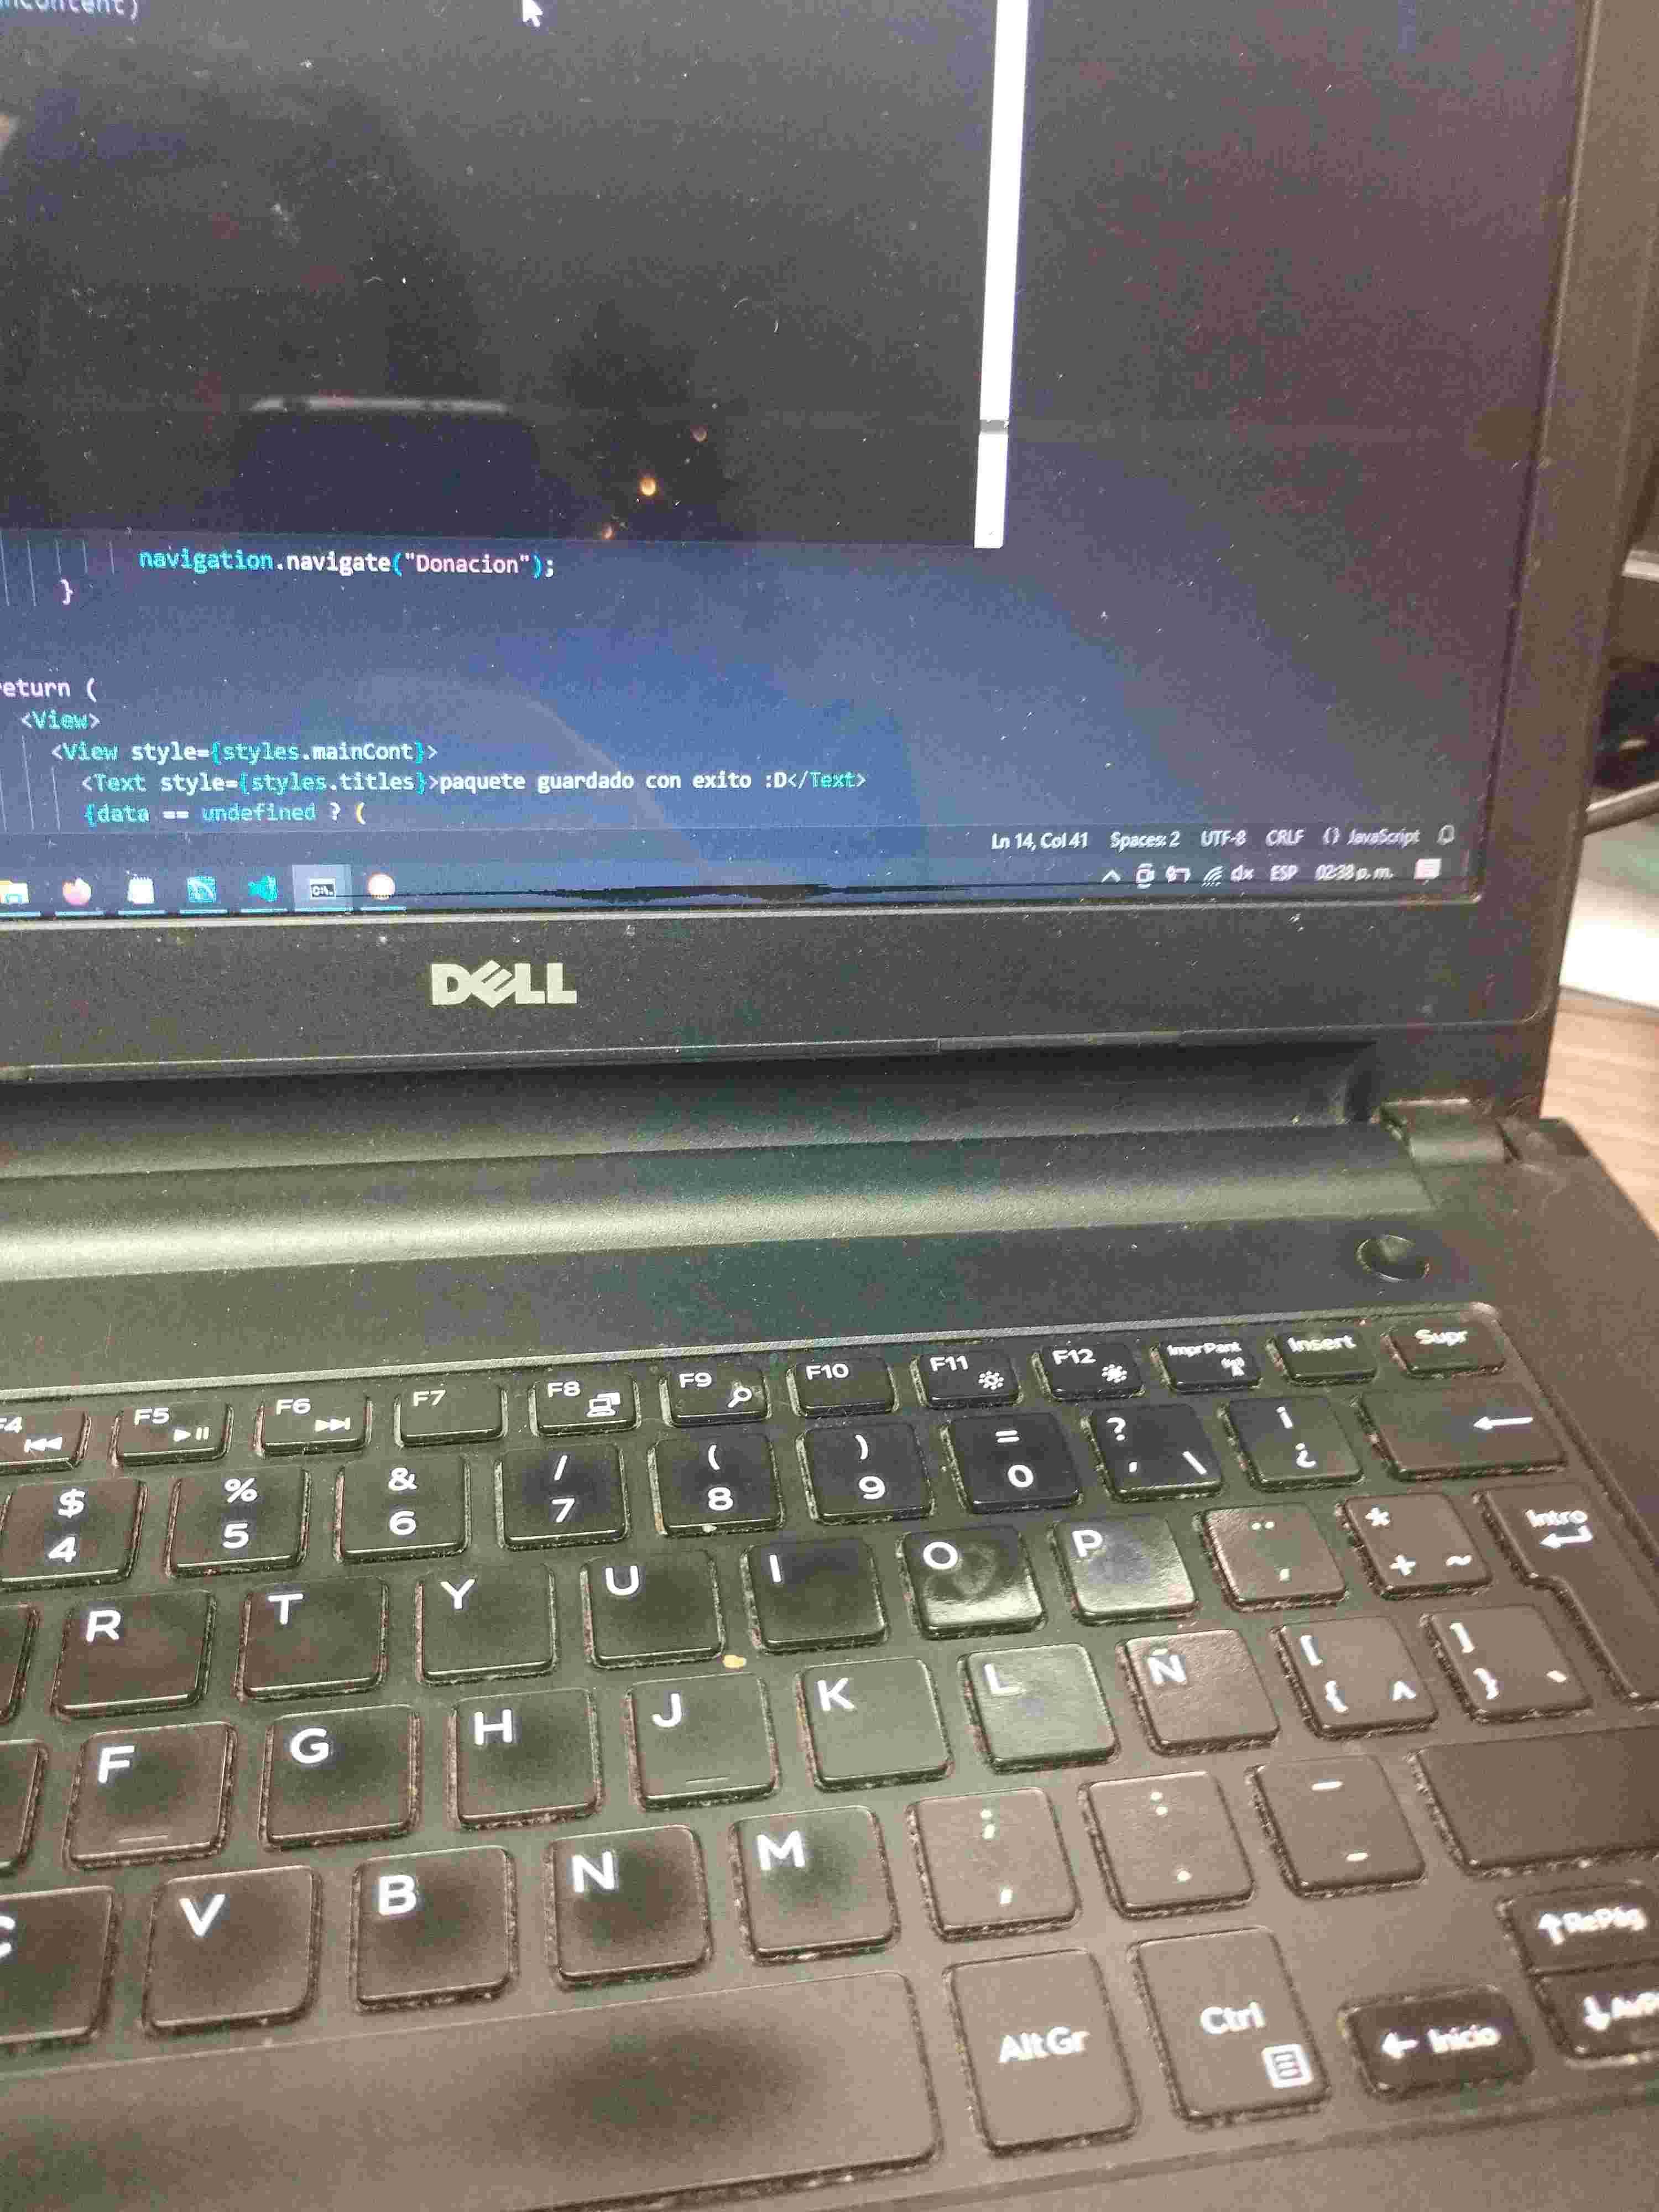 navigation.navigate("Donacion");
}
return (
<View>
<View style={styles.mainCont}>
<Text style={styles.titles}>paquete guardado con exito :D</Text>
{data == undefined ? (
Ln 14, Col 41 Spaces: 2 UTF-8 CRLF {} JavaScript
C:\. ESP 02:38 p. m.
DELL
F4 F5 F6 F7 F8 F9 F10 F11 F12 ImprPant Insert Supr
$ 4 % 5 & 6 / 7 ( 8 ) 9 = 0 ? ' \ ¡ ¿
R T Y U I O P ¨ ´ * + ~ Intro
F G H J K L Ñ [ { ^ ] } `
C V B N M ; , : . _ -
AltGr Ctrl Inicio RePág